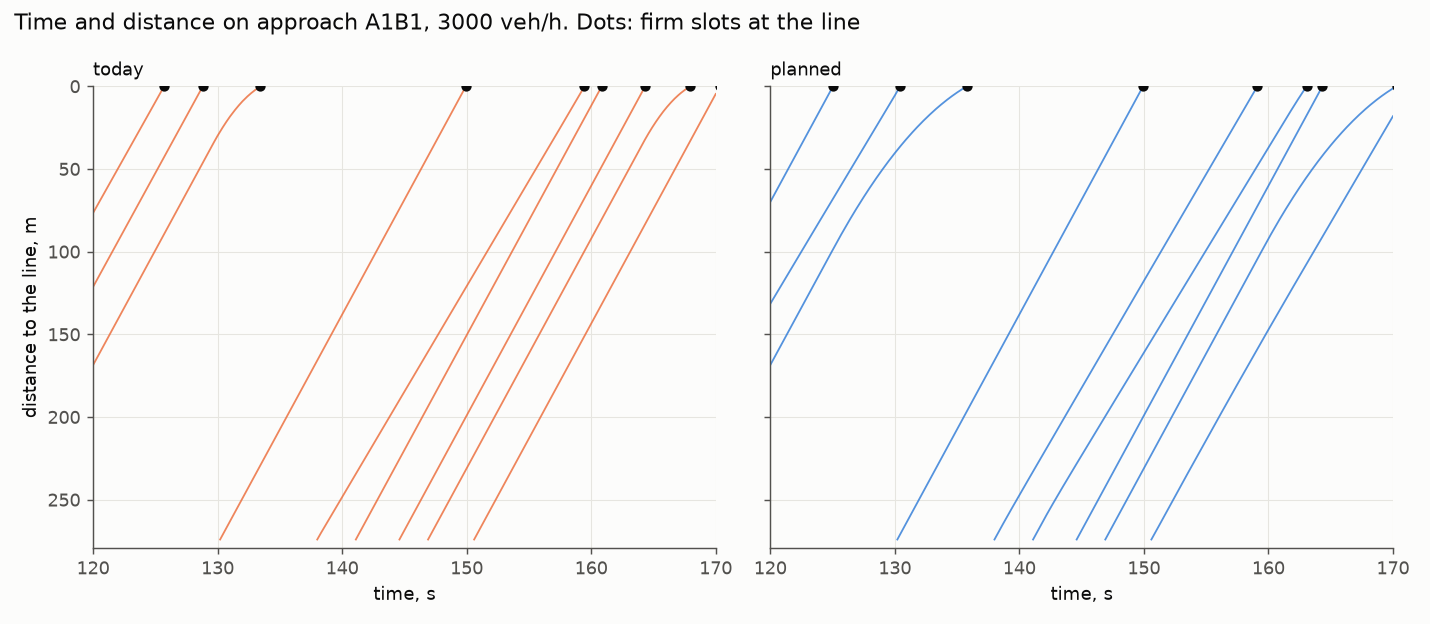 Time and distance on approach A1B1, 3000 veh/h. Dots: firm slots at the line
today
planned
distance to the line, m
0
50
100
150
200
250
120 130 140 150 160 170
120 130 140 150 160 170
time, s
time, s